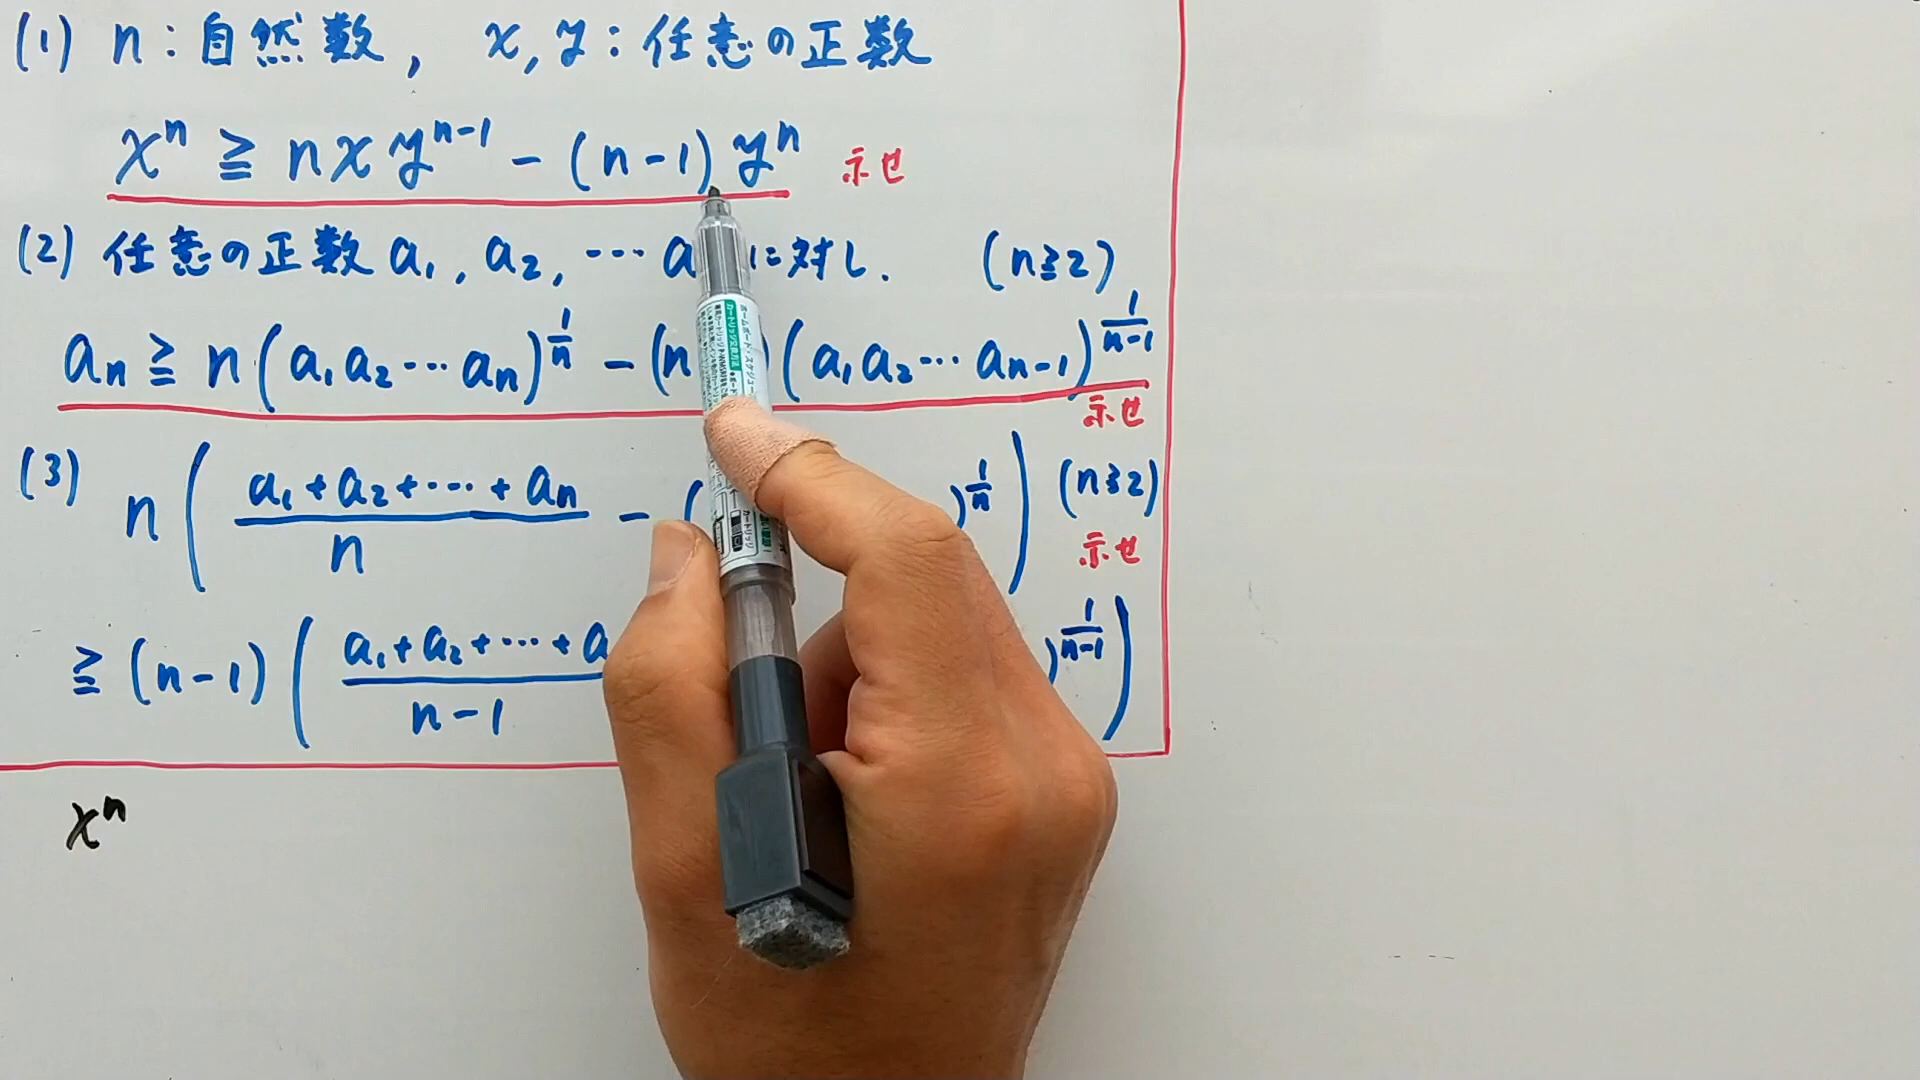 (1) n : 自然数, x, y : 任意の正数
xⁿ ≧ n x yⁿ⁻¹ - (n-1) yⁿ 示せ
(2) 任意の正数 a₁, a₂, … a に対し. (n≧2)
aₙ ≧ n (a₁a₂…aₙ)^{1/n} - (n ) (a₁a₂…aₙ₋₁)^{1/(n-1)}
示せ
(3) n ( (a₁+a₂+…+aₙ)/n - ( )^{1/n} ) (n≧2)
示せ
≧ (n-1) ( (a₁+a₂+…+a )/(n-1) )^{1/(n-1)} )
xⁿ